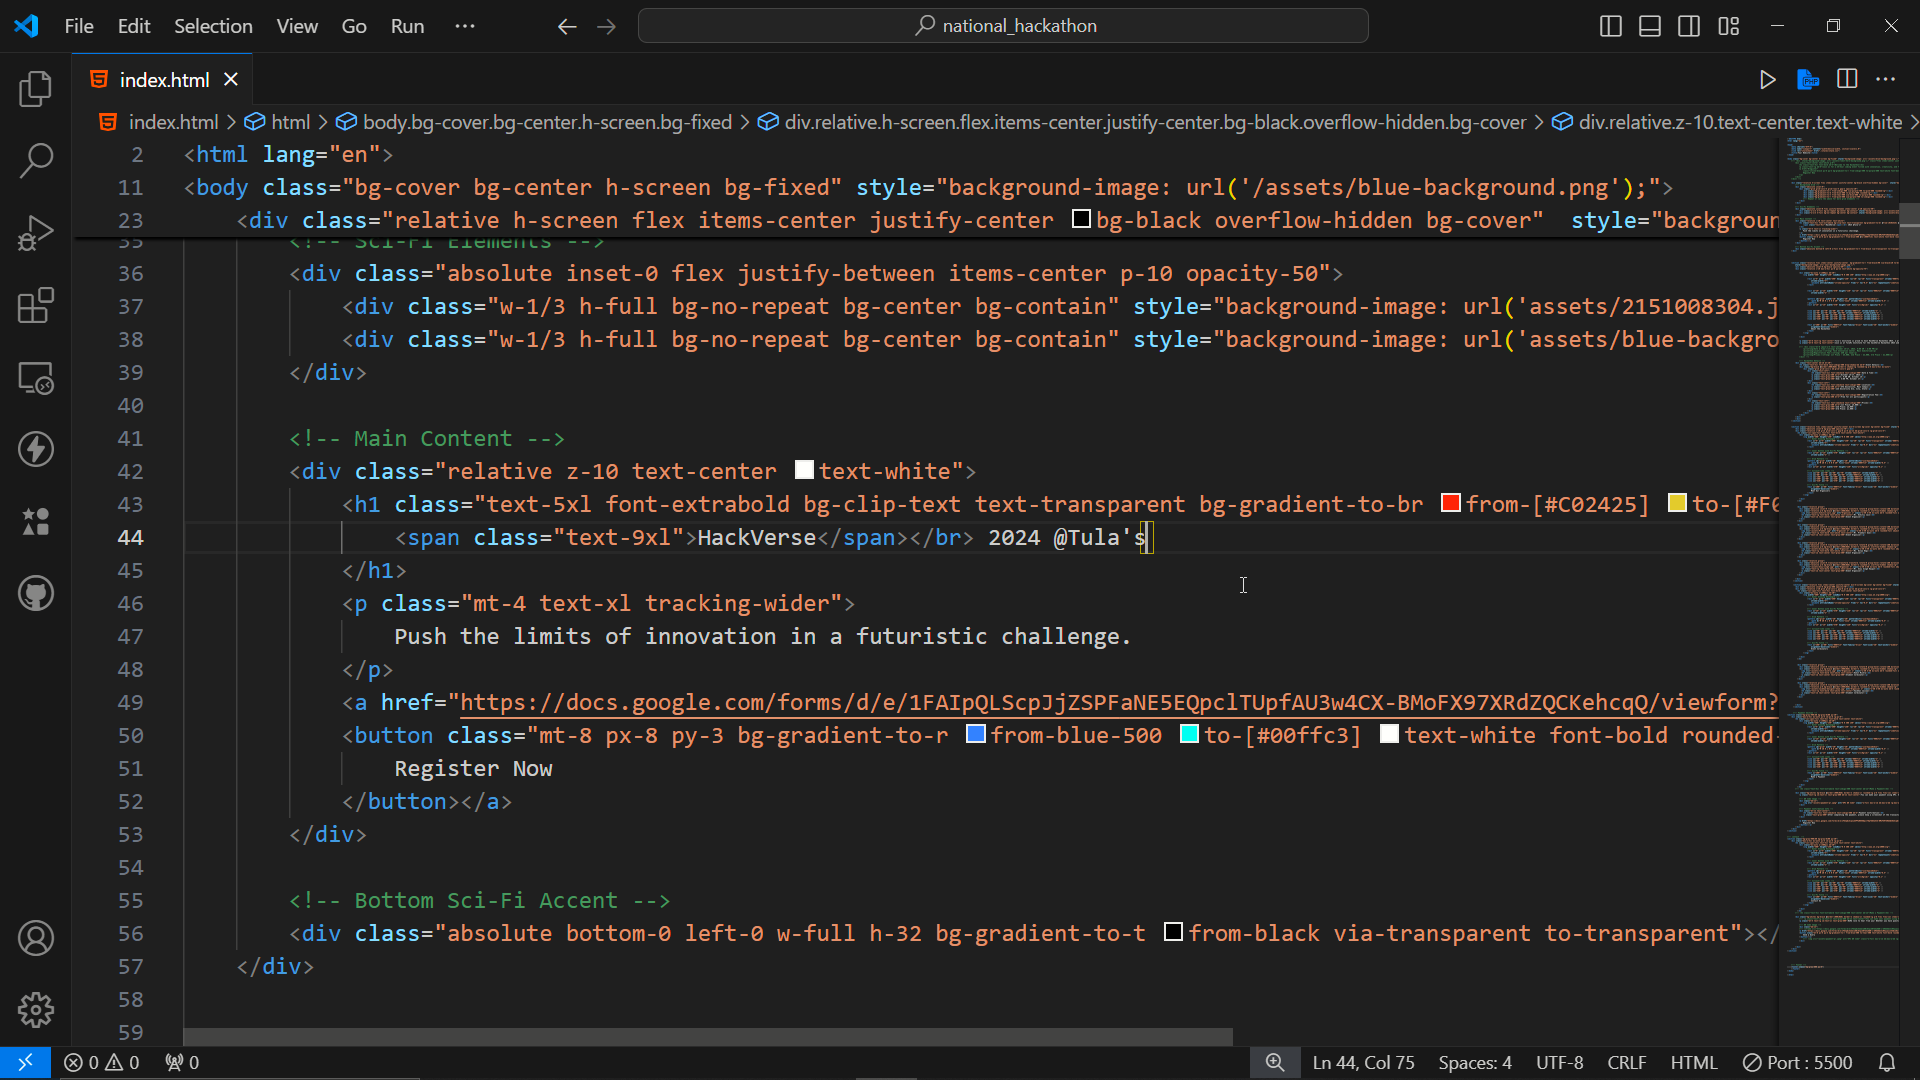 File Edit Selection View Go Run
national_hackathon
index.html
index.html > html > body.bg-cover.bg-center.h-screen.bg-fixed > div.relative.h-screen.flex.items-center.justify-center.bg-black.overflow-hidden.bg-cover > div.relative.z-10.text-center.text-white >
2 <html lang="en">
11 <body class="bg-cover bg-center h-screen bg-fixed" style="background-image: url('/assets/blue-background.png');">
23 <div class="relative h-screen flex items-center justify-center bg-black overflow-hidden bg-cover" style="backgroun
35 <!-- Sci-Fi Elements -->
36 <div class="absolute inset-0 flex justify-between items-center p-10 opacity-50">
37 <div class="w-1/3 h-full bg-no-repeat bg-center bg-contain" style="background-image: url('assets/2151008304.j
38 <div class="w-1/3 h-full bg-no-repeat bg-center bg-contain" style="background-image: url('assets/blue-backgro
39 </div>
40
41 <!-- Main Content -->
42 <div class="relative z-10 text-center text-white">
43 <h1 class="text-5xl font-extrabold bg-clip-text text-transparent bg-gradient-to-br from-[#C02425] to-[#F0
44 <span class="text-9xl">HackVerse</span></br> 2024 @Tula's
45 </h1>
46 <p class="mt-4 text-xl tracking-wider">
47 Push the limits of innovation in a futuristic challenge.
48 </p>
49 <a href="https://docs.google.com/forms/d/e/1FAIpQLScpJjZSPFaNE5EQpclTUpfAU3w4CX-BMoFX97XRdZQCKehcqQ/viewform?
50 <button class="mt-8 px-8 py-3 bg-gradient-to-r from-blue-500 to-[#00ffc3] text-white font-bold rounded-
51 Register Now
52 </button></a>
53 </div>
54
55 <!-- Bottom Sci-Fi Accent -->
56 <div class="absolute bottom-0 left-0 w-full h-32 bg-gradient-to-t from-black via-transparent to-transparent"></
57 </div>
58
59
0 0 0 Ln 44, Col 75 Spaces: 4 UTF-8 CRLF HTML Port : 5500